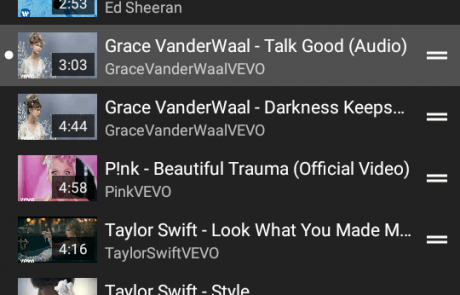 2:53
Ed Sheeran
Grace VanderWaal - Talk Good (Audio)
3:03
GraceVanderWaalVEVO
Grace VanderWaal - Darkness Keeps...
4:44
GraceVanderWaalVEVO
P!nk - Beautiful Trauma (Official Video)
4:58
PinkVEVO
Taylor Swift - Look What You Made M...
4:16
TaylorSwiftVEVO
Taylor Swift - Style